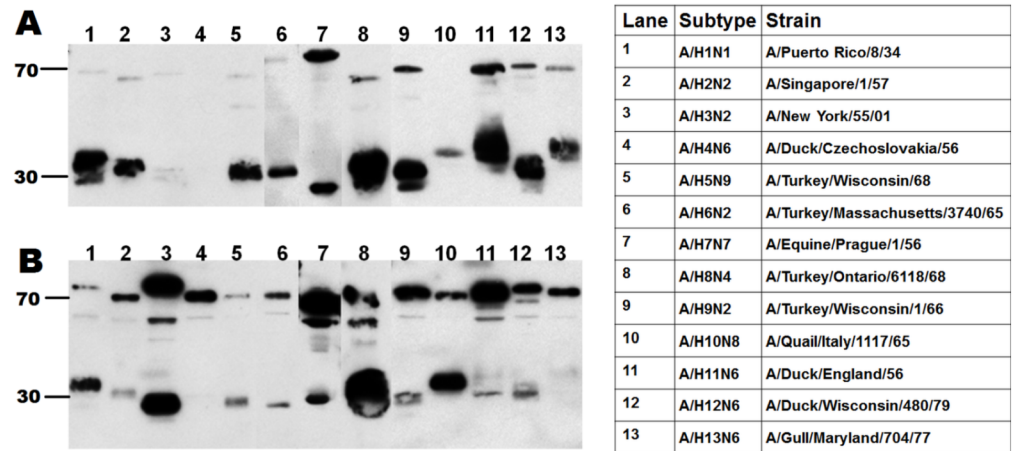 A
1 2 3 4 5 6 7 8 9 10 11 12 13
70
30
B
1 2 3 4 5 6 7 8 9 10 11 12 13
70
30
Lane Subtype Strain
1 A/H1N1 A/Puerto Rico/8/34
2 A/H2N2 A/Singapore/1/57
3 A/H3N2 A/New York/55/01
4 A/H4N6 A/Duck/Czechoslovakia/56
5 A/H5N9 A/Turkey/Wisconsin/68
6 A/H6N2 A/Turkey/Massachusetts/3740/65
7 A/H7N7 A/Equine/Prague/1/56
8 A/H8N4 A/Turkey/Ontario/6118/68
9 A/H9N2 A/Turkey/Wisconsin/1/66
10 A/H10N8 A/Quail/Italy/1117/65
11 A/H11N6 A/Duck/England/56
12 A/H12N6 A/Duck/Wisconsin/480/79
13 A/H13N6 A/Gull/Maryland/704/77